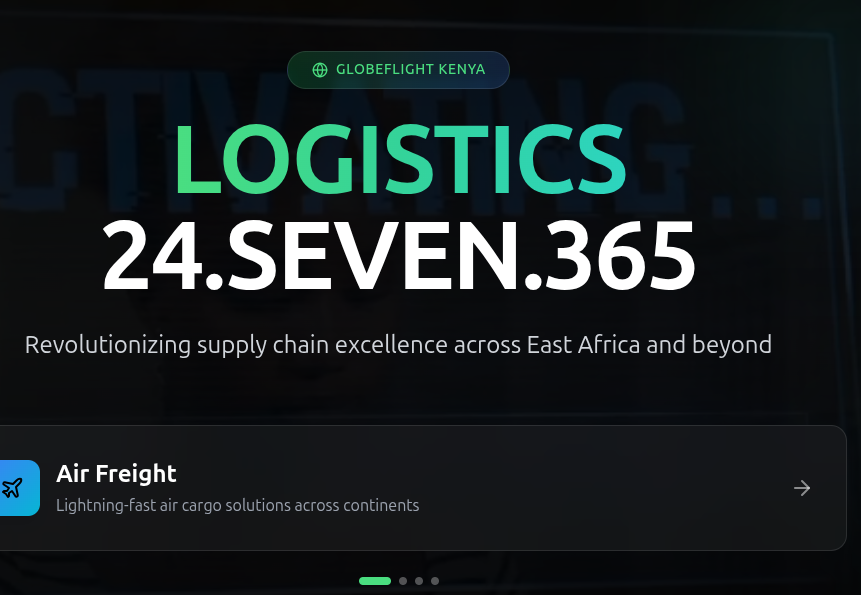 CTIVATING...
GLOBEFLIGHT KENYA
LOGISTICS
24.SEVEN.365
Revolutionizing supply chain excellence across East Africa and beyond
Air Freight
Lightning-fast air cargo solutions across continents